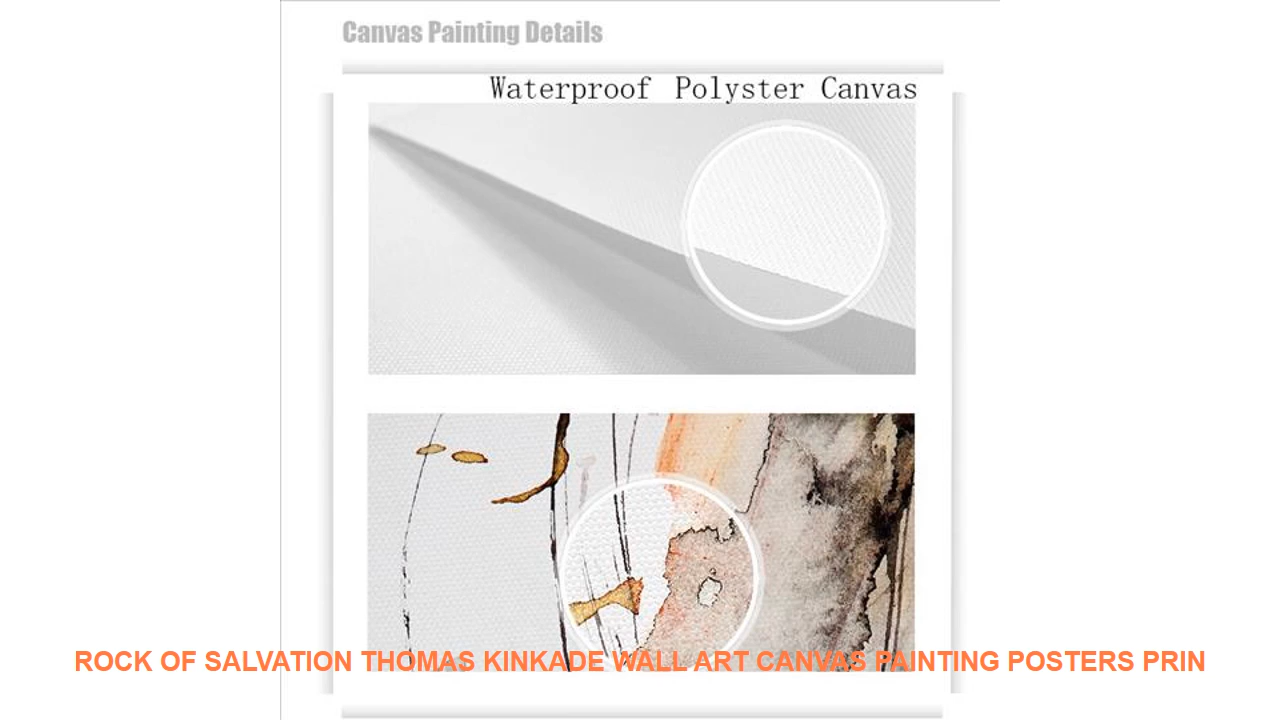 Canvas Painting Details
Waterproof Polyster Canvas
ROCK OF SALVATION THOMAS KINKADE WALL ART CANVAS PAINTING POSTERS PRIN